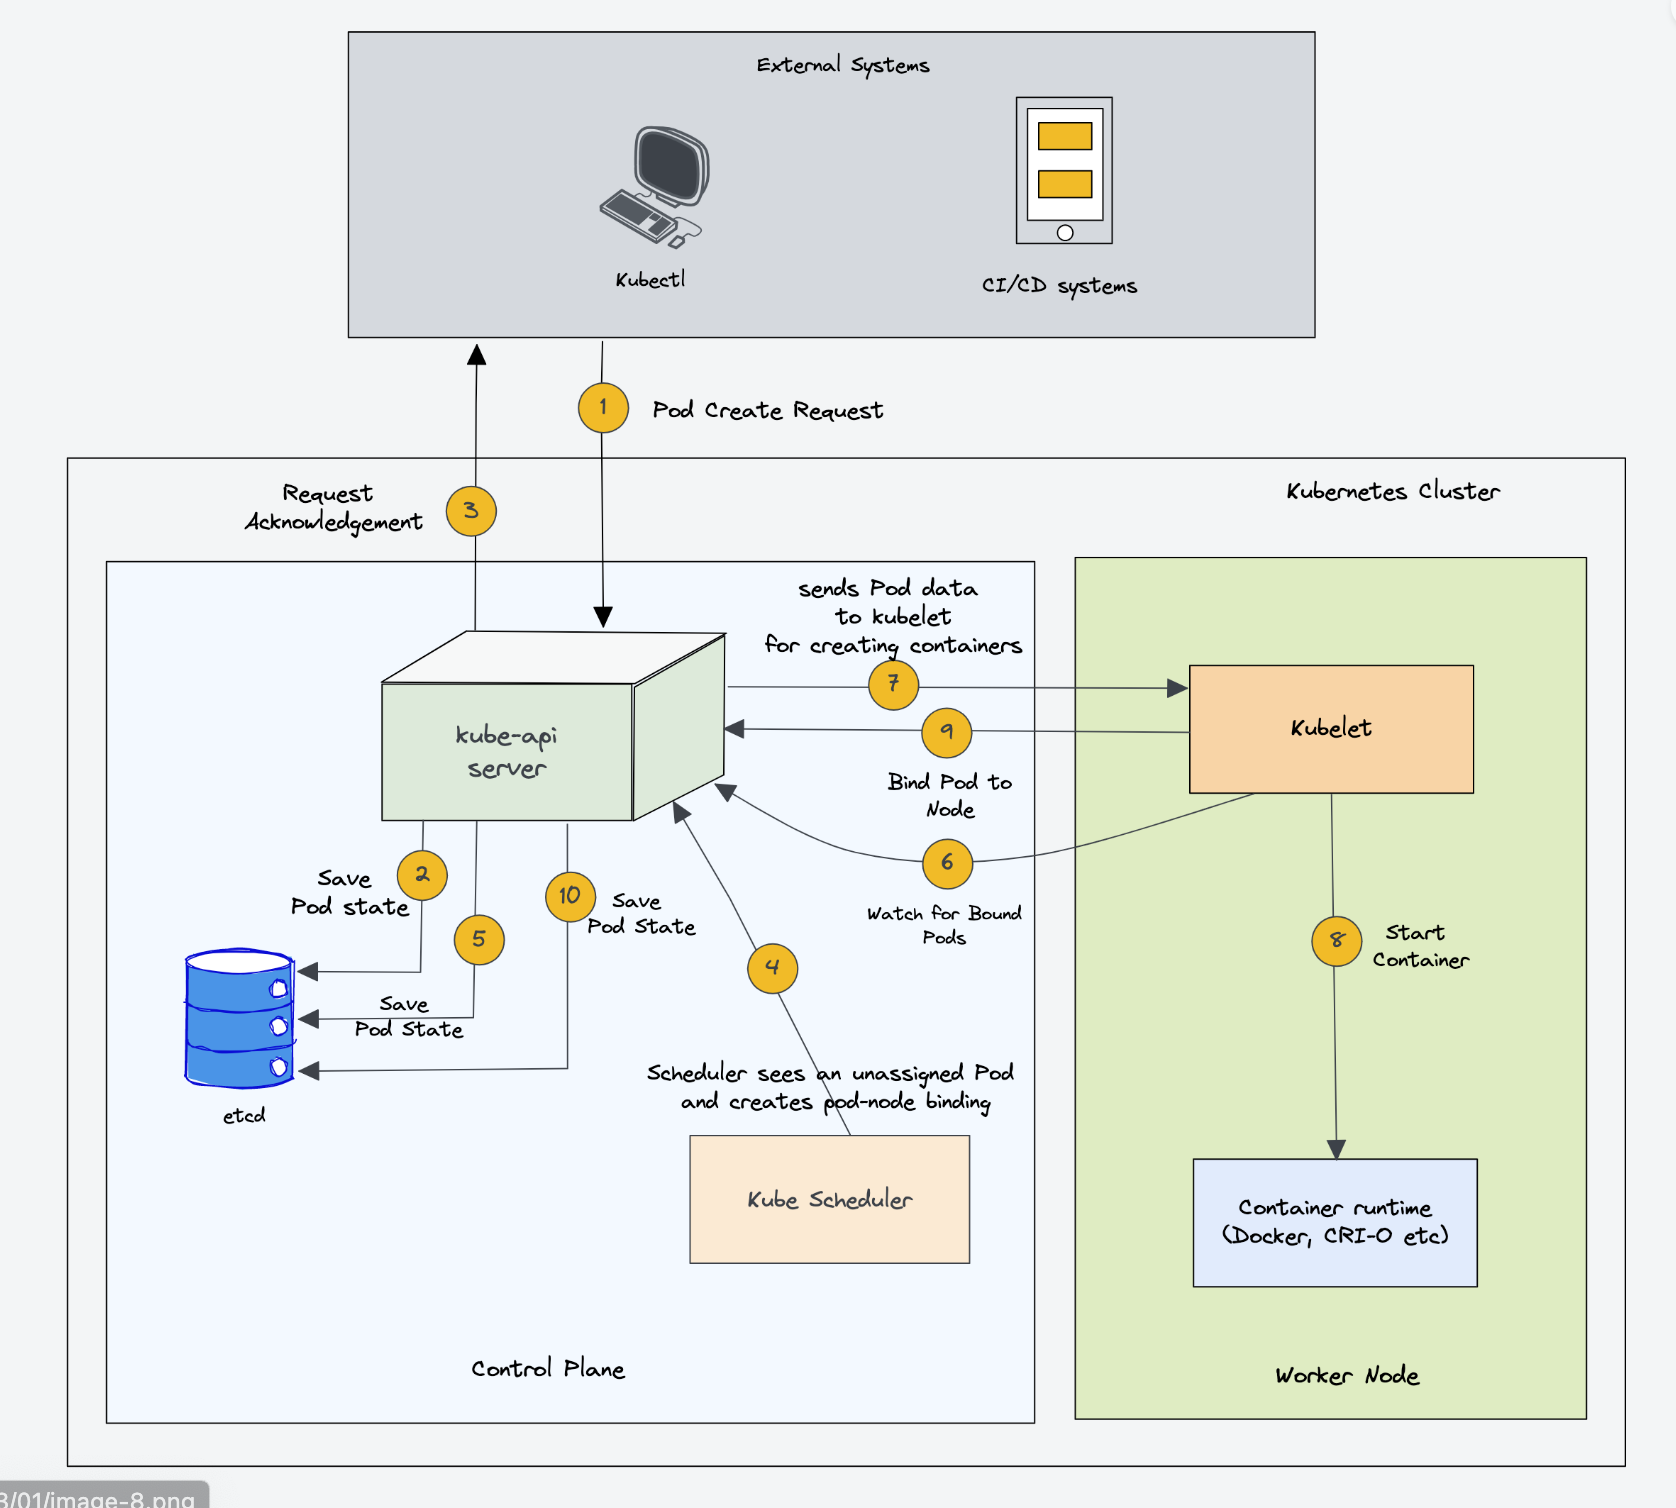 External Systems
Kubectl
CI/CD systems
1
Pod Create Request
Kubernetes Cluster
Request
Acknowledgement
3
sends Pod data
to kubelet
for creating containers
7
kube-api
server
Kubelet
9
Bind Pod to
Node
6
Watch for Bound
Pods
2
Save
Pod state
10
Save
Pod State
5
Save
Pod State
4
8
Start
Container
etcd
Scheduler sees an unassigned Pod
and creates pod-node binding
Kube Scheduler
Container runtime
(Docker, CRI-O etc)
Control Plane
Worker Node
3/01/image-8.png